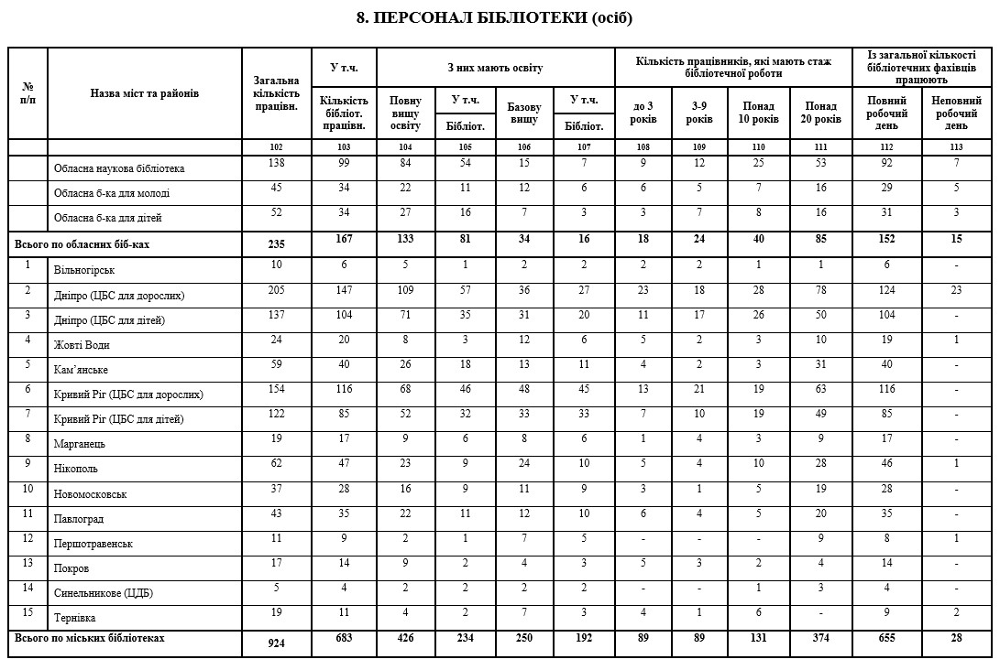 8. ПЕРСОНАЛ БІБЛІОТЕКИ (осіб)
№ п/п Назва міст та районів Загальна кількість працівн. У т.ч. З них мають освіту Кількість працівників, які мають стаж бібліотечної роботи Із загальної кількості бібліотечних фахівців працюють
Кількість бібліот. працівн. Повну вищу освіту У т.ч. Бібліот. Базову вищу У т.ч. Бібліот. до 3 років 3-9 років Понад 10 років Понад 20 років Повний робочий день Неповний робочий день
102 103 104 105 106 107 108 109 110 111 112 113
Обласна наукова бібліотека 138 99 84 54 15 7 9 12 25 53 92 7
Обласна б-ка для молоді 45 34 22 11 12 6 6 5 7 16 29 5
Обласна б-ка для дітей 52 34 27 16 7 3 3 7 8 16 31 3
Всього по обласних біб-ках 235 167 133 81 34 16 18 24 40 85 152 15
1 Вільногірськ 10 6 5 1 2 2 2 2 1 1 6 -
2 Дніпро (ЦБС для дорослих) 205 147 109 57 36 27 23 18 28 78 124 23
3 Дніпро (ЦБС для дітей) 137 104 71 35 31 20 11 17 26 50 104 -
4 Жовті Води 24 20 8 3 12 6 5 2 3 10 19 1
5 Кам’янське 59 40 26 18 13 11 4 2 3 31 40 -
6 Кривий Ріг (ЦБС для дорослих) 154 116 68 46 48 45 13 21 19 63 116 -
7 Кривий Ріг (ЦБС для дітей) 122 85 52 32 33 33 7 10 19 49 85 -
8 Марганець 19 17 9 6 8 6 1 4 3 9 17 -
9 Нікополь 62 47 23 9 24 10 5 4 10 28 46 1
10 Новомосковськ 37 28 16 9 11 9 3 1 5 19 28 -
11 Павлоград 43 35 22 11 12 10 6 4 5 20 35 -
12 Першотравенськ 11 9 2 1 7 5 - - - 9 8 1
13 Покров 17 14 9 2 4 3 5 3 2 4 14 -
14 Синельникове (ЦДБ) 5 4 2 2 2 2 - - 1 3 4 -
15 Тернівка 19 11 4 2 7 3 4 1 6 - 9 2
Всього по міських бібліотеках 924 683 426 234 250 192 89 89 131 374 655 28